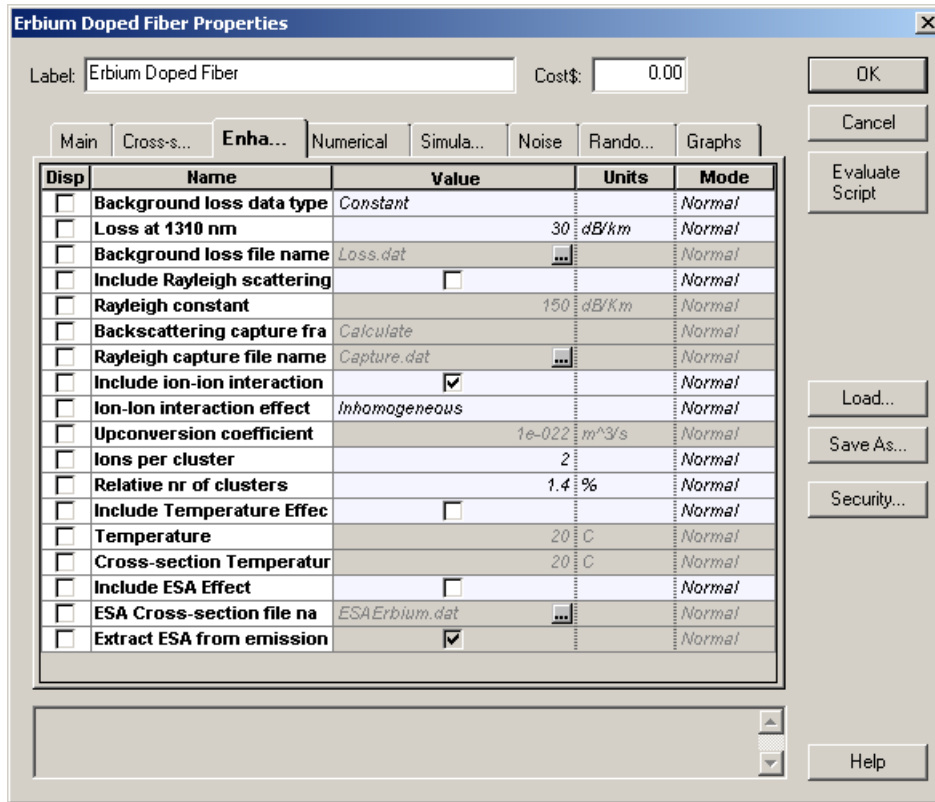 Erbium Doped Fiber Properties
Label: Erbium Doped Fiber Cost$: 0.00 OK
Cancel
Main Cross-s... Enha... Numerical Simula... Noise Rando... Graphs
Evaluate Script
Disp Name Value Units Mode
Background loss data type Constant Normal
Loss at 1310 nm 30 dB/km Normal
Background loss file name Loss.dat ... Normal
Include Rayleigh scattering Normal
Rayleigh constant 150 dB/Km Normal
Backscattering capture fra Calculate Normal
Rayleigh capture file name Capture.dat ... Normal
Include ion-ion interaction Normal
Ion-Ion interaction effect Inhomogeneous Normal
Upconversion coefficient 1e-022 m^3/s Normal
Ions per cluster 2 Normal
Relative nr of clusters 1.4 % Normal
Include Temperature Effec Normal
Temperature 20 C Normal
Cross-section Temperatur 20 C Normal
Include ESA Effect Normal
ESA Cross-section file na ESAErbium.dat ... Normal
Extract ESA from emission Normal
Load...
Save As...
Security...
Help